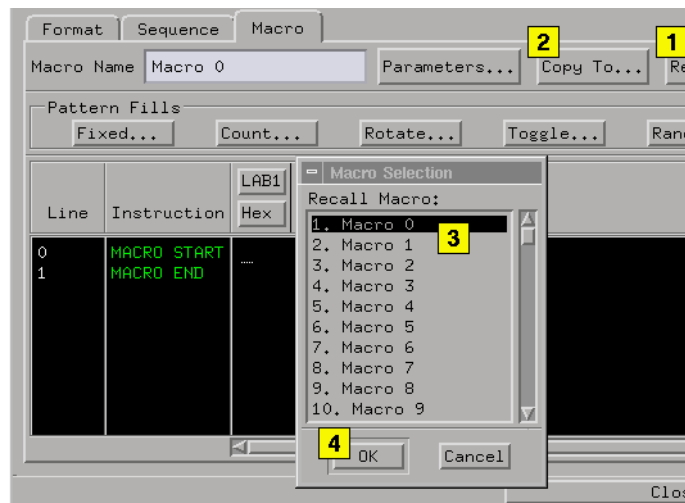 Format Sequence Macro
2 1
Macro Name Macro 0 Parameters... Copy To... Re
Pattern Fills
Fixed... Count... Rotate... Toggle... Ran
Macro Selection
Recall Macro:
Line Instruction LAB1 Hex
0 MACRO START
1 MACRO END
1. Macro 0
3
2. Macro 1
3. Macro 2
4. Macro 3
5. Macro 4
6. Macro 5
7. Macro 6
8. Macro 7
9. Macro 8
10. Macro 9
4
OK Cancel
Clos